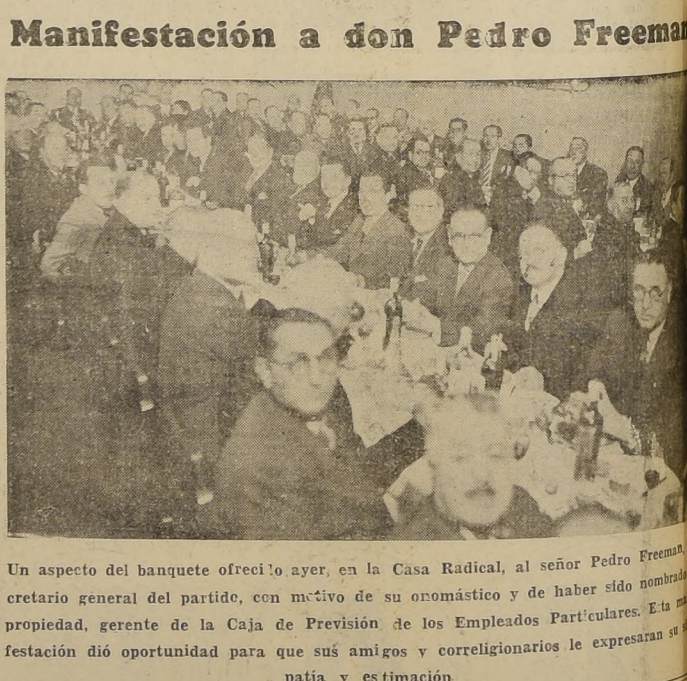 Manifestación a don Pedro Freeman
Un aspecto del banquete ofrecido ayer, en la Casa Radical, al señor Pedro Freeman,
cretario general del partido, con motivo de su onomástico y de haber sido nombrado
propiedad, gerente de la Caja de Previsión de los Empleados Particulares. Esta ma
festación dió oportunidad para que sus amigos y correligionarios le expresaran su s
patía y estimación